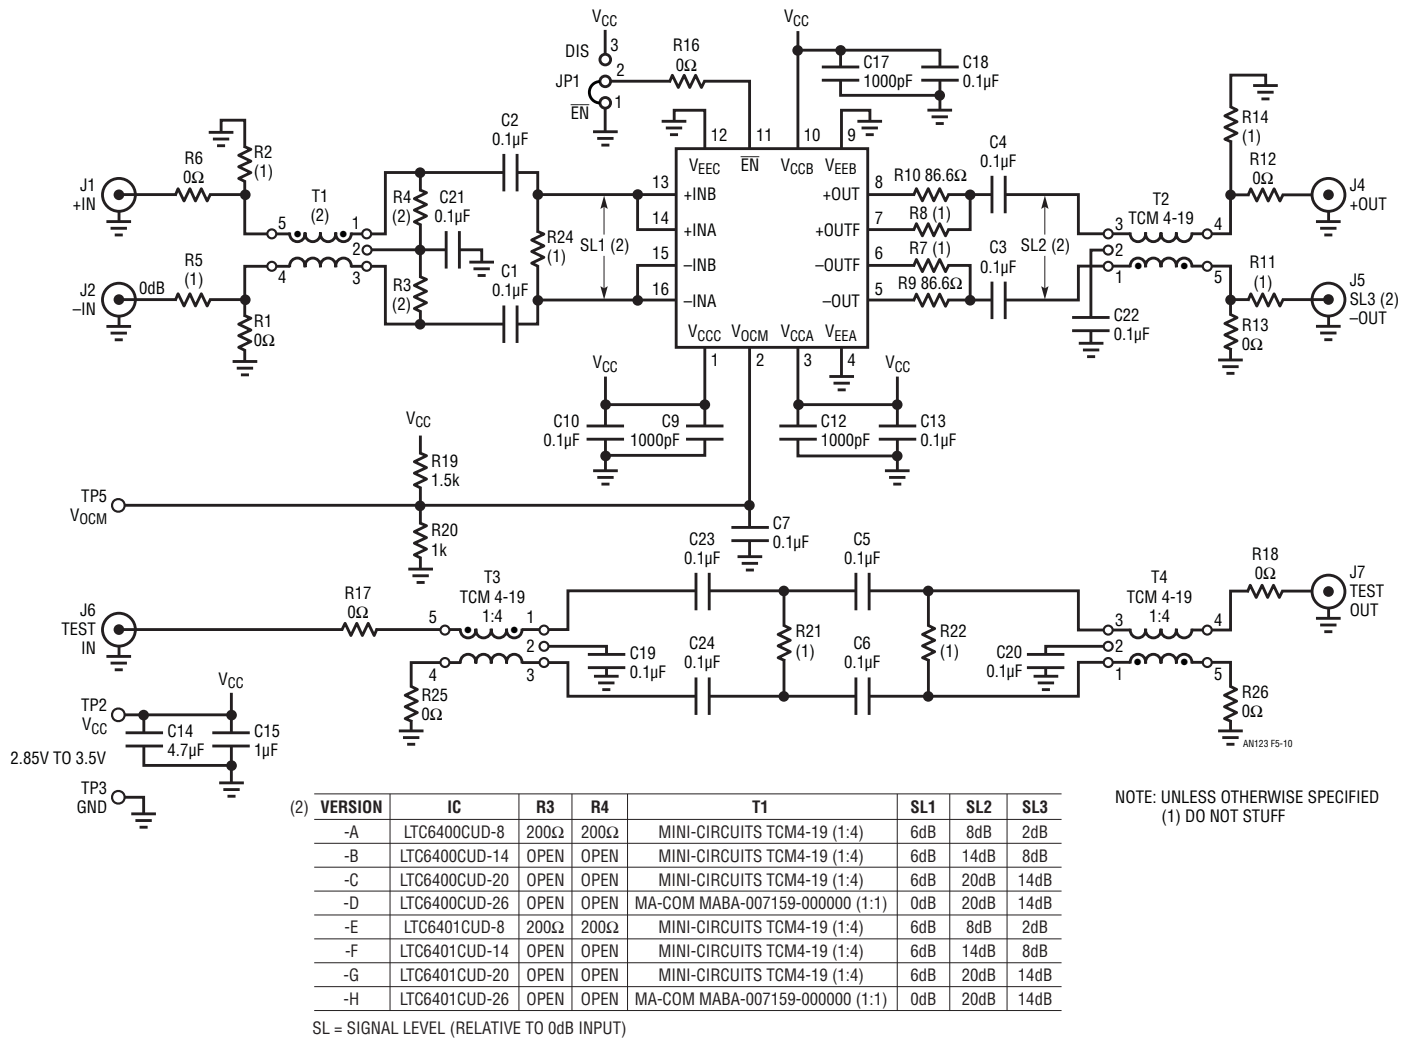 VCC
DIS
3
2
JP1
EN
1
R16
0Ω
VCC
C17
1000pF
C18
0.1µF
12
11
10
9
VEEC
EN
VCCB
VEEB
13
+INB
14
+INA
15
–INB
16
–INA
8
+OUT
7
+OUTF
6
–OUTF
5
–OUT
VCCC
VOCM
VCCA
VEEA
1
2
3
4
J1
+IN
R6
0Ω
R2
(1)
J2
–IN
0dB
R5
(1)
R1
0Ω
T1
(2)
5
1
2
4
3
R4
(2)
C21
0.1µF
R3
(2)
C2
0.1µF
C1
0.1µF
R24
(1)
SL1 (2)
R10 86.6Ω
R8 (1)
R7 (1)
R9 86.6Ω
C4
0.1µF
C3
0.1µF
SL2 (2)
T2
TCM 4-19
3
4
2
1
5
C22
0.1µF
R14
(1)
R12
0Ω
J4
+OUT
R11
(1)
J5
SL3 (2)
–OUT
R13
0Ω
VCC
C10
0.1µF
C9
1000pF
VCC
C12
1000pF
C13
0.1µF
VCC
R19
1.5k
TP5
VOCM
R20
1k
C7
0.1µF
J6
TEST
IN
R17
0Ω
T3
TCM 4-19
1:4
5
1
2
4
3
R25
0Ω
C19
0.1µF
C23
0.1µF
C24
0.1µF
R21
(1)
C5
0.1µF
C6
0.1µF
R22
(1)
C20
0.1µF
T4
TCM 4-19
1:4
3
4
2
1
5
R18
0Ω
J7
TEST
OUT
R26
0Ω
AN123 F5-10
VCC
TP2
VCC
C14
4.7µF
C15
1µF
2.85V TO 3.5V
TP3
GND
NOTE: UNLESS OTHERWISE SPECIFIED
(1) DO NOT STUFF
(2) VERSION IC R3 R4 T1 SL1 SL2 SL3
-A LTC6400CUD-8 200Ω 200Ω MINI-CIRCUITS TCM4-19 (1:4) 6dB 8dB 2dB
-B LTC6400CUD-14 OPEN OPEN MINI-CIRCUITS TCM4-19 (1:4) 6dB 14dB 8dB
-C LTC6400CUD-20 OPEN OPEN MINI-CIRCUITS TCM4-19 (1:4) 6dB 20dB 14dB
-D LTC6400CUD-26 OPEN OPEN MA-COM MABA-007159-000000 (1:1) 0dB 20dB 14dB
-E LTC6401CUD-8 200Ω 200Ω MINI-CIRCUITS TCM4-19 (1:4) 6dB 8dB 2dB
-F LTC6401CUD-14 OPEN OPEN MINI-CIRCUITS TCM4-19 (1:4) 6dB 14dB 8dB
-G LTC6401CUD-20 OPEN OPEN MINI-CIRCUITS TCM4-19 (1:4) 6dB 20dB 14dB
-H LTC6401CUD-26 OPEN OPEN MA-COM MABA-007159-000000 (1:1) 0dB 20dB 14dB
SL = SIGNAL LEVEL (RELATIVE TO 0dB INPUT)